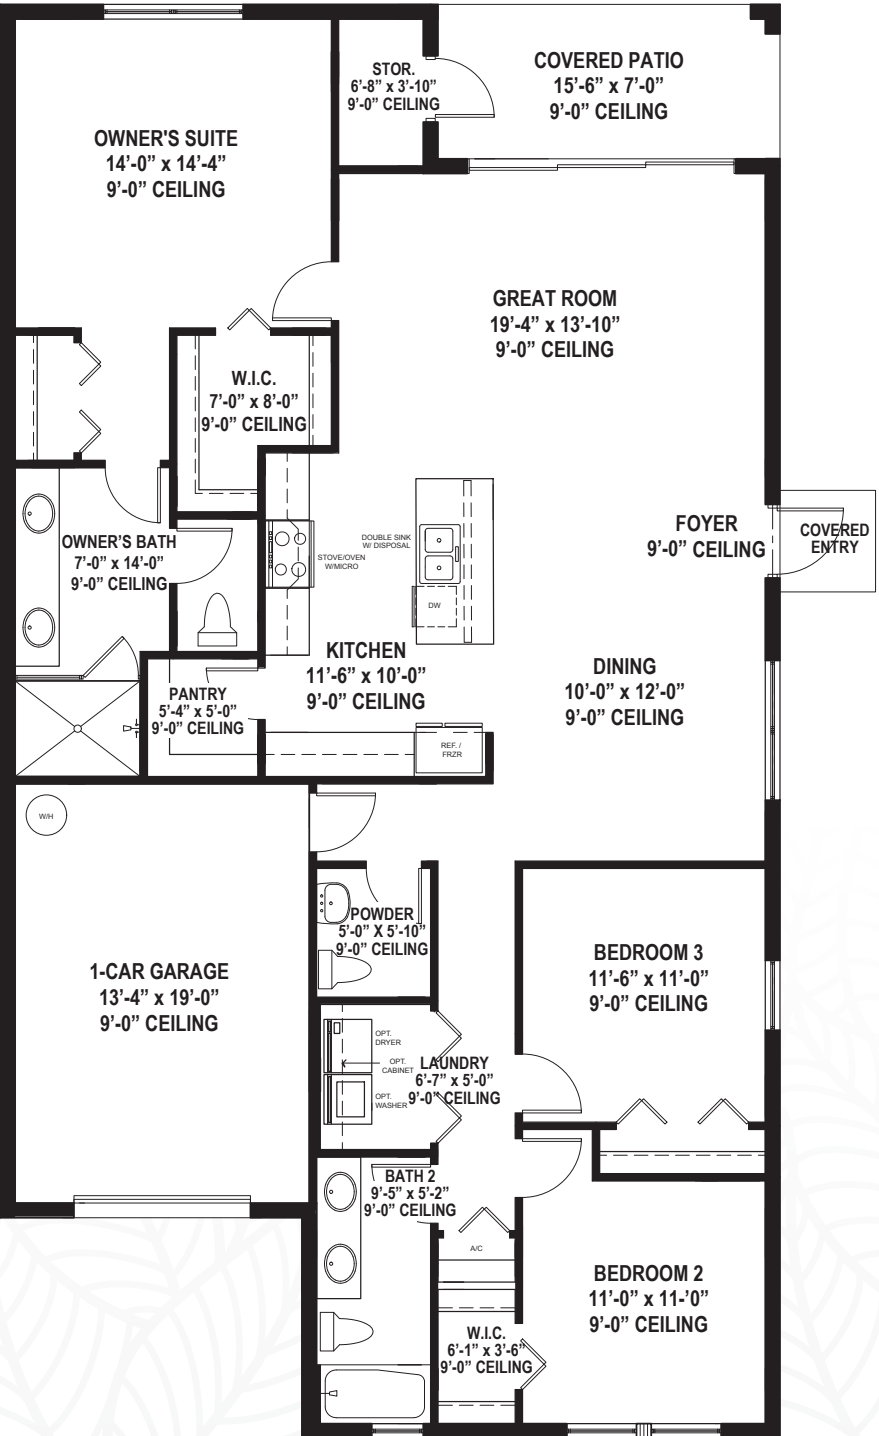 STOR.
6'-8” x 3'-10”
9'-0” CEILING
COVERED PATIO
15'-6” x 7'-0”
9'-0” CEILING
OWNER'S SUITE
14'-0” x 14'-4”
9'-0” CEILING
GREAT ROOM
19'-4” x 13'-10”
9'-0” CEILING
W.I.C.
7'-0” x 8'-0”
9'-0” CEILING
OWNER'S BATH
7'-0” x 14'-0”
9'-0” CEILING
STOVE/OVEN
W/MICRO
DOUBLE SINK
W/ DISPOSAL
DW
FOYER
9'-0” CEILING
COVERED
ENTRY
KITCHEN
11'-6” x 10'-0”
9'-0” CEILING
DINING
10'-0” x 12'-0”
9'-0” CEILING
PANTRY
5'-4” x 5'-0”
9'-0” CEILING
REF. /
FRZR
W/H
1-CAR GARAGE
13'-4” x 19'-0”
9'-0” CEILING
POWDER
5'-0” X 5'-10”
9'-0” CEILING
BEDROOM 3
11'-6” x 11'-0”
9'-0” CEILING
OPT.
DRYER
OPT.
CABINET
OPT.
WASHER
LAUNDRY
6'-7” x 5'-0”
9'-0” CEILING
BATH 2
9'-5” x 5'-2”
9'-0” CEILING
A/C
BEDROOM 2
11'-0” x 11-'0”
9'-0” CEILING
W.I.C.
6'-1” x 3'-6”
9'-0” CEILING